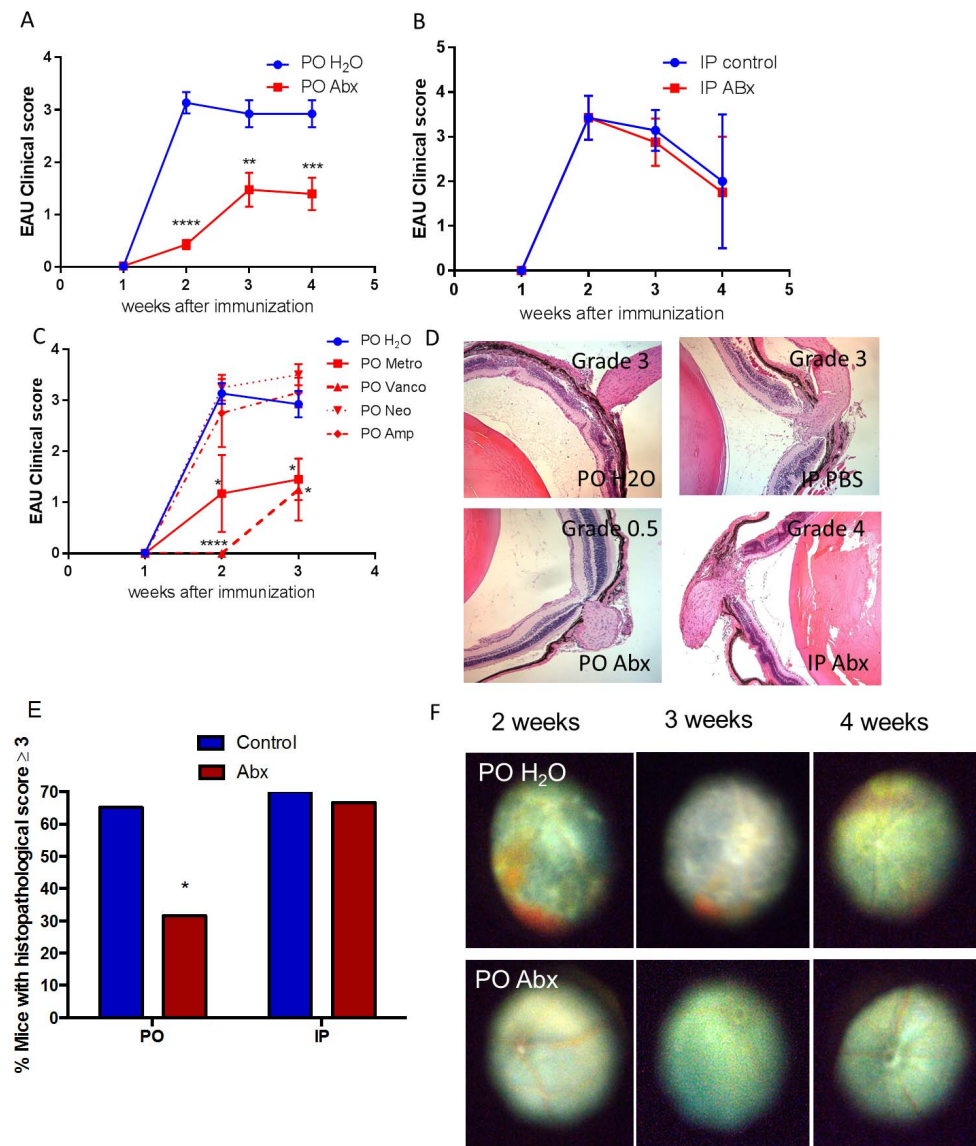 A
PO H₂O
PO Abx
EAU Clinical score
4
3
2
1
0
****
**
***
0 1 2 3 4 5
weeks after immunization
B
IP control
IP ABx
EAU Clinical score
5
4
3
2
1
0
0 1 2 3 4 5
weeks after immunization
C
PO H₂O
PO Metro
PO Vanco
PO Neo
PO Amp
EAU Clinical score
4
3
2
1
0
*
****
*
*
0 1 2 3 4
weeks after immunization
D
Grade 3
PO H2O
Grade 3
IP PBS
Grade 0.5
PO Abx
Grade 4
IP Abx
E
Control
Abx
% Mice with histopathological score ≥ 3
70
60
50
40
30
20
10
0
*
PO IP
F
2 weeks 3 weeks 4 weeks
PO H₂O
PO Abx